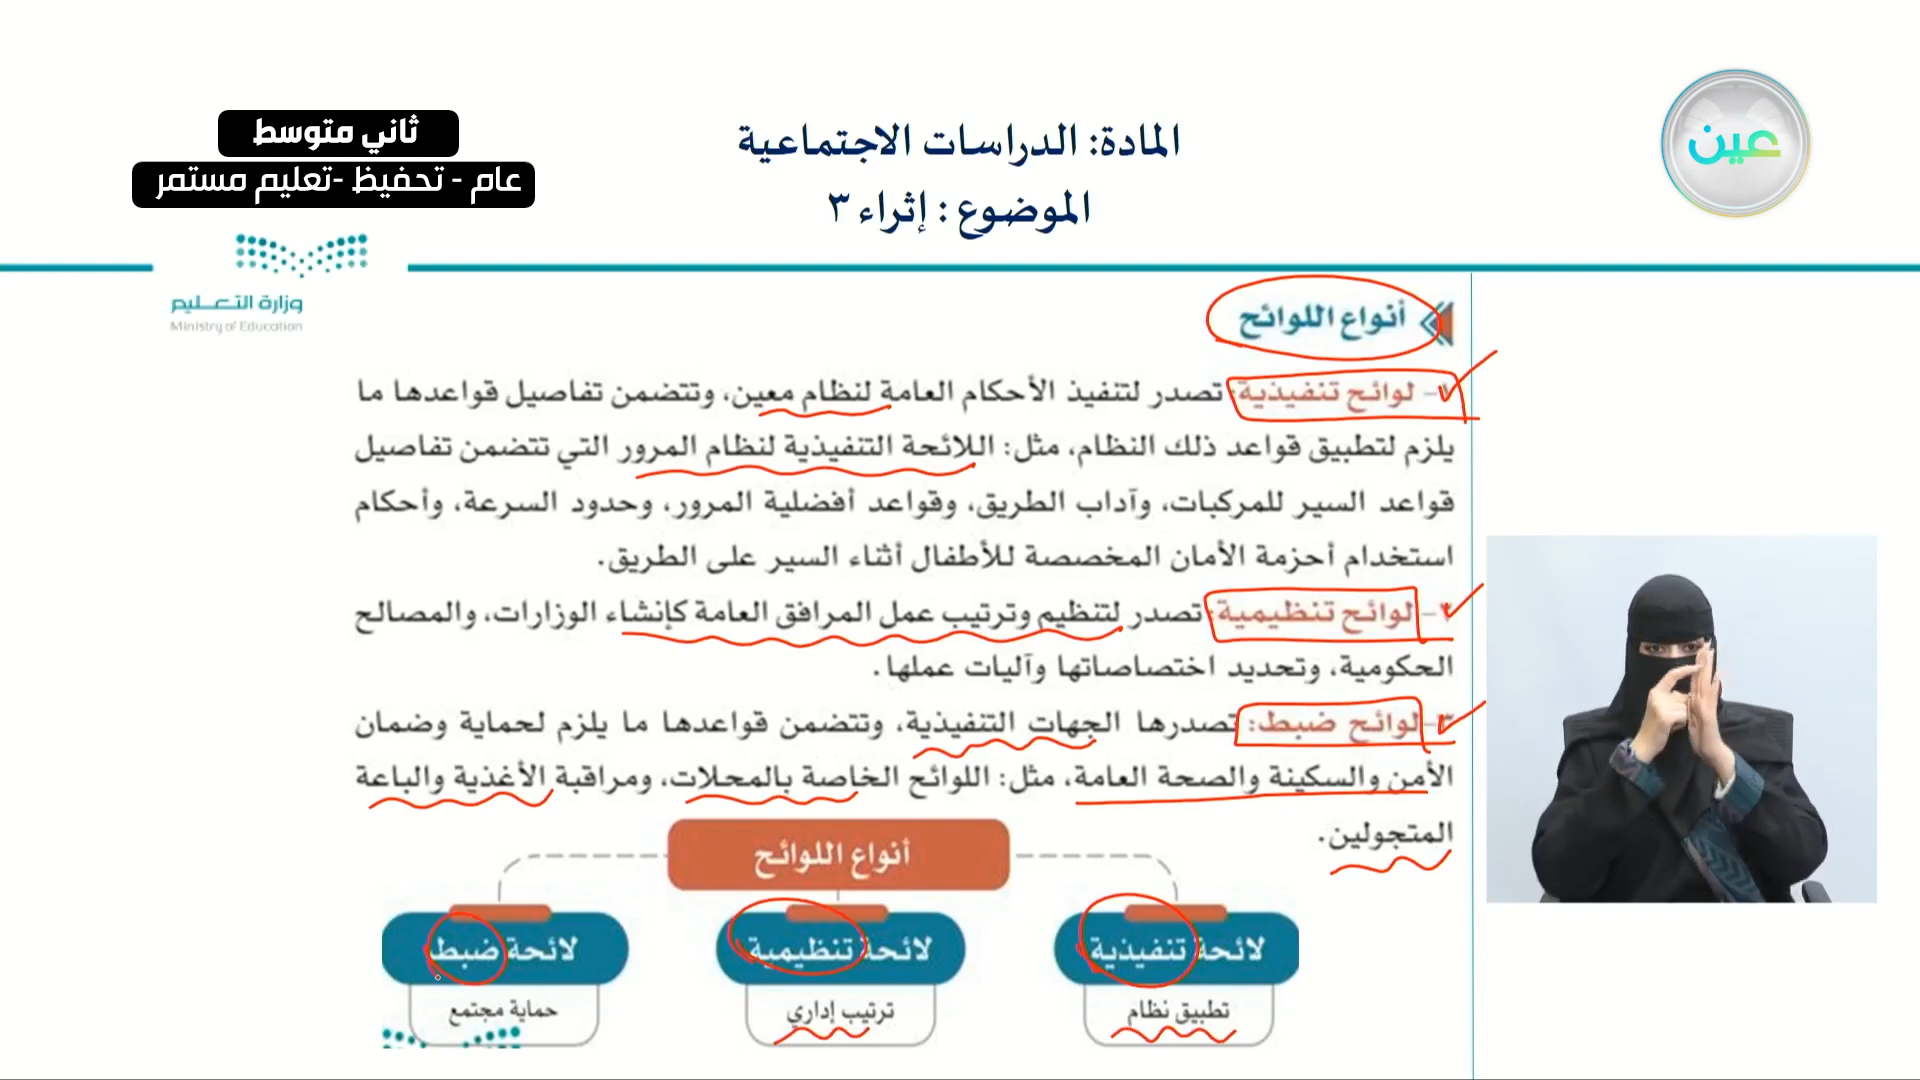 ثاني متوسط
عام - تحفيظ -تعليم مستمر
المادة: الدراسات الاجتماعية
الموضوع : إثراء ٣
عين
وزارة التعليم
Ministry of Education
أنواع اللوائح
١- لوائح تنفيذية: تصدر لتنفيذ الأحكام العامة لنظام معين، وتتضمن تفاصيل قواعدها ما
يلزم لتطبيق قواعد ذلك النظام، مثل: اللائحة التنفيذية لنظام المرور التي تتضمن تفاصيل
قواعد السير للمركبات، وآداب الطريق، وقواعد أفضلية المرور، وحدود السرعة، وأحكام
استخدام أحزمة الأمان المخصصة للأطفال أثناء السير على الطريق.
٢- لوائح تنظيمية: تصدر لتنظيم وترتيب عمل المرافق العامة كإنشاء الوزارات، والمصالح
الحكومية، وتحديد اختصاصاتها وآليات عملها.
٣- لوائح ضبط: تصدرها الجهات التنفيذية، وتتضمن قواعدها ما يلزم لحماية وضمان
الأمن والسكينة والصحة العامة، مثل: اللوائح الخاصة بالمحلات، ومراقبة الأغذية والباعة
المتجولين.
أنواع اللوائح
لائحة تنفيذية
لائحة تنظيمية
لائحة ضبط
تطبيق نظام
ترتيب إداري
حماية مجتمع